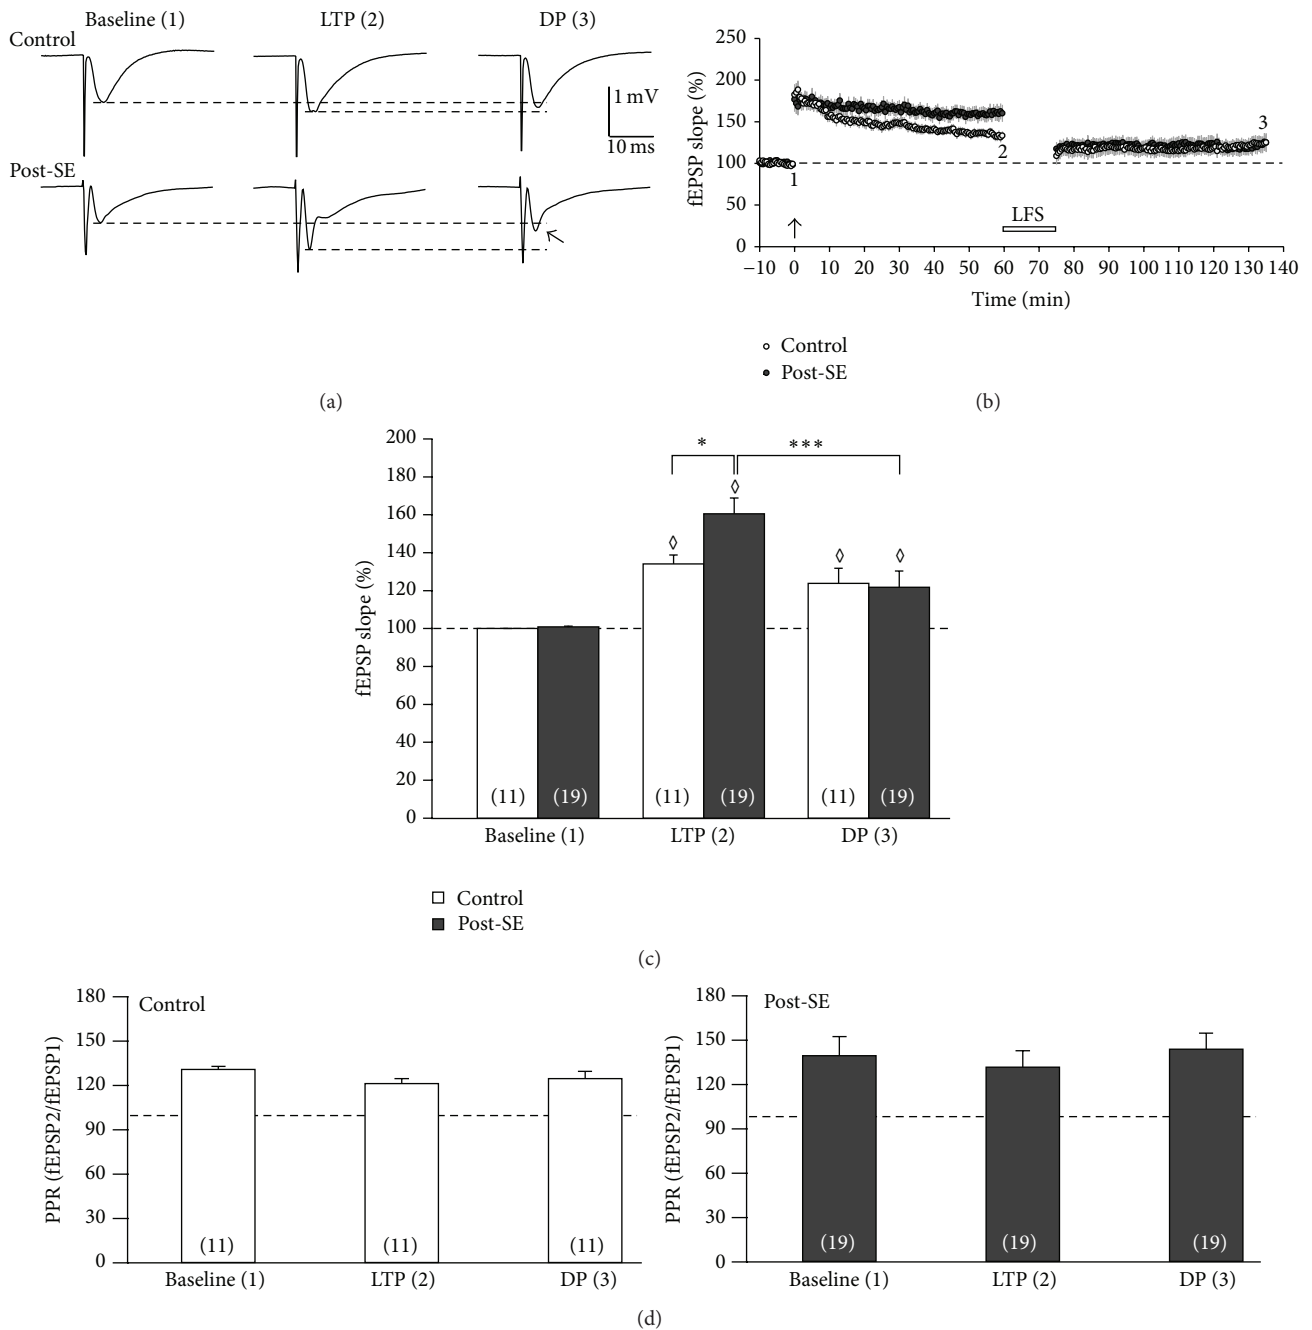 Baseline (1) LTP (2) DP (3)
Control
1 mV
10 ms
Post-SE
(a)
fEPSP slope (%)
250
200
150
100
50
0
1
2
3
LFS
−10 0 10 20 30 40 50 60 70 80 90 100 110 120 130 140
Time (min)
Control
Post-SE
(b)
fEPSP slope (%)
200
180
160
140
120
100
80
60
40
20
0
* ***
◊ ◊ ◊ ◊
(11) (19) (11) (19) (11) (19)
Baseline (1) LTP (2) DP (3)
Control
Post-SE
(c)
PPR (fEPSP2/fEPSP1)
180
150
120
90
60
30
0
Control
(11) (11) (11)
Baseline (1) LTP (2) DP (3)
PPR (fEPSP2/fEPSP1)
180
150
120
90
60
30
0
Post-SE
(19) (19) (19)
Baseline (1) LTP (2) DP (3)
(d)